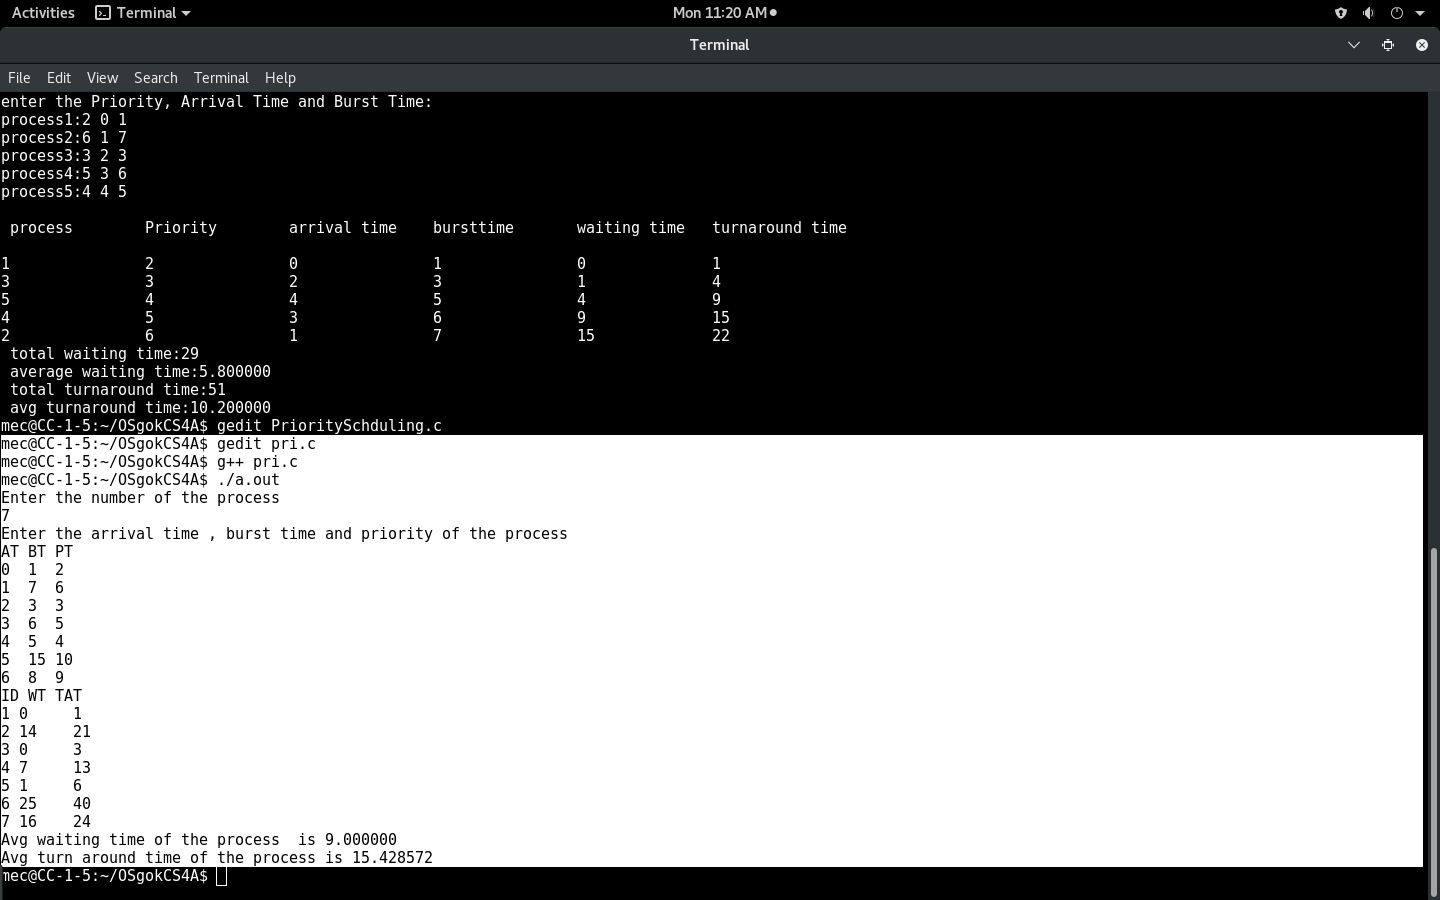 Activities Terminal Mon 11:20 AM
Terminal
File Edit View Search Terminal Help
enter the Priority, Arrival Time and Burst Time:
process1:2 0 1
process2:6 1 7
process3:3 2 3
process4:5 3 6
process5:4 4 5
process Priority arrival time bursttime waiting time turnaround time
1 2 0 1 0 1
3 3 2 3 1 4
5 4 4 5 4 9
4 5 3 6 9 15
2 6 1 7 15 22
total waiting time:29
average waiting time:5.800000
total turnaround time:51
avg turnaround time:10.200000
mec@CC-1-5:~/OSgokCS4A$ gedit PrioritySchduling.c
mec@CC-1-5:~/OSgokCS4A$ gedit pri.c
mec@CC-1-5:~/OSgokCS4A$ g++ pri.c
mec@CC-1-5:~/OSgokCS4A$ ./a.out
Enter the number of the process
7
Enter the arrival time , burst time and priority of the process
AT BT PT
0 1 2
1 7 6
2 3 3
3 6 5
4 5 4
5 15 10
6 8 9
ID WT TAT
1 0 1
2 14 21
3 0 3
4 7 13
5 1 6
6 25 40
7 16 24
Avg waiting time of the process  is 9.000000
Avg turn around time of the process is 15.428572
mec@CC-1-5:~/OSgokCS4A$